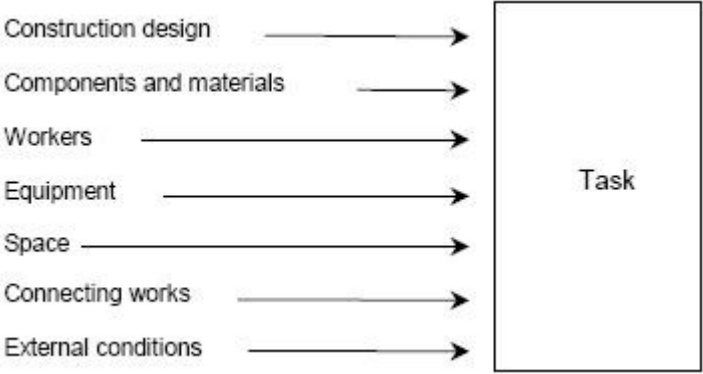 Construction design
Components and materials
Workers
Equipment
Space
Connecting works
External conditions
Task